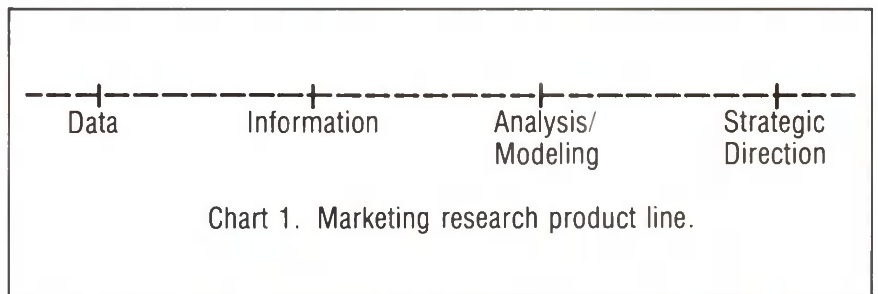 Data Information Analysis/ Strategic
Modeling Direction
Chart 1. Marketing research product line.